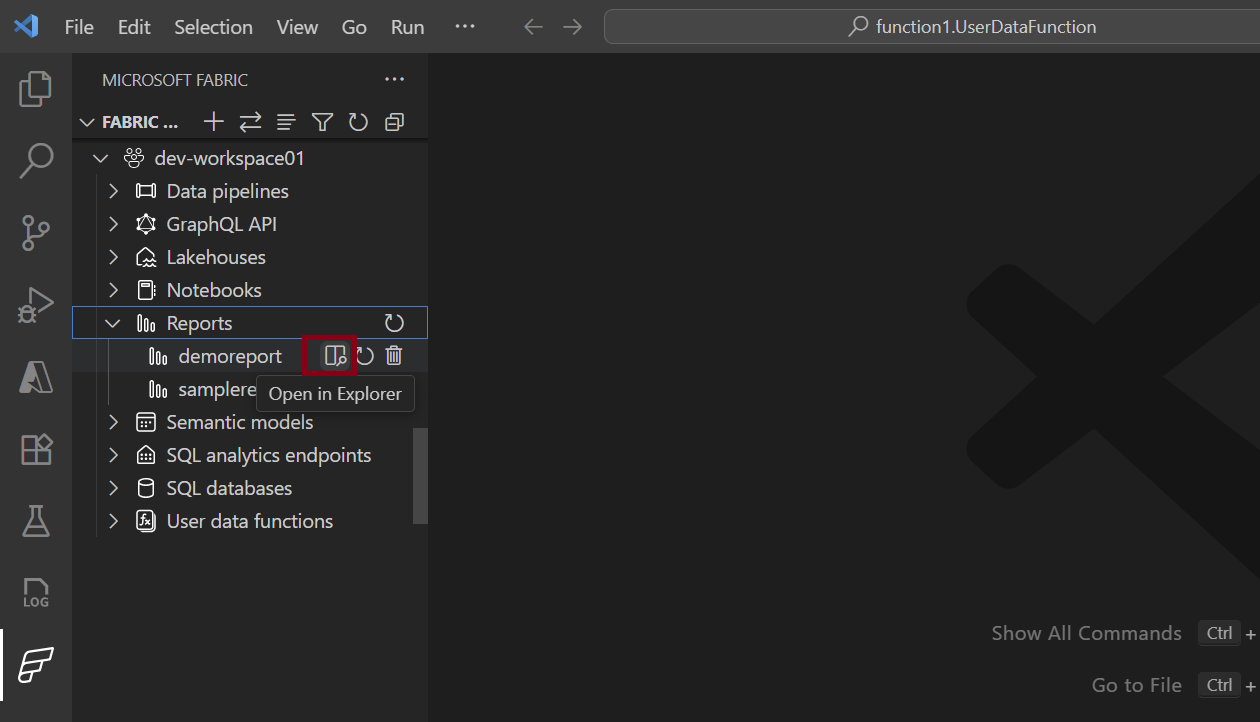 File Edit Selection View Go Run ··· function1.UserDataFunction
MICROSOFT FABRIC ···
FABRIC ...
dev-workspace01
Data pipelines
GraphQL API
Lakehouses
Notebooks
Reports
demoreport
samplere
Open in Explorer
Semantic models
SQL analytics endpoints
SQL databases
User data functions
LOG
Show All Commands Ctrl +
Go to File Ctrl +